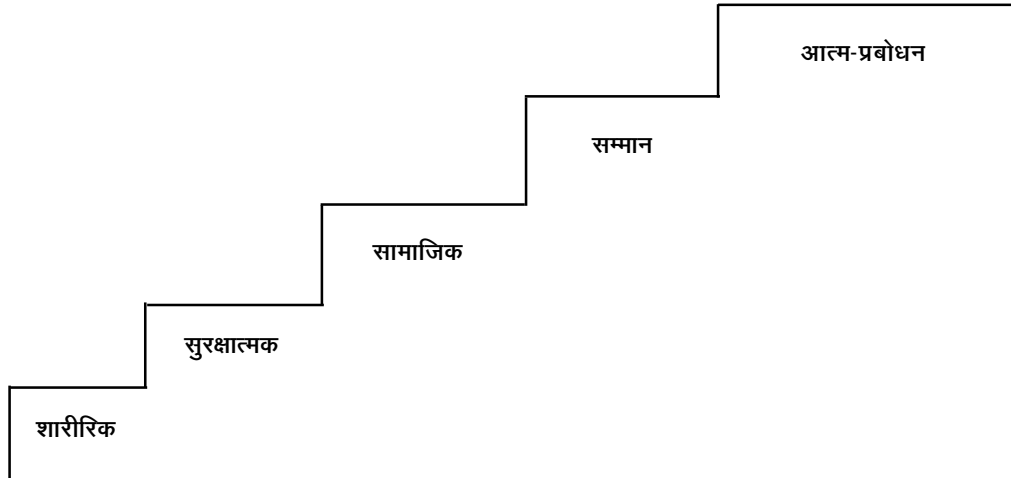 आत्म-प्रबोधन
सम्मान
सामाजिक
सुरक्षात्मक
शारीरिक